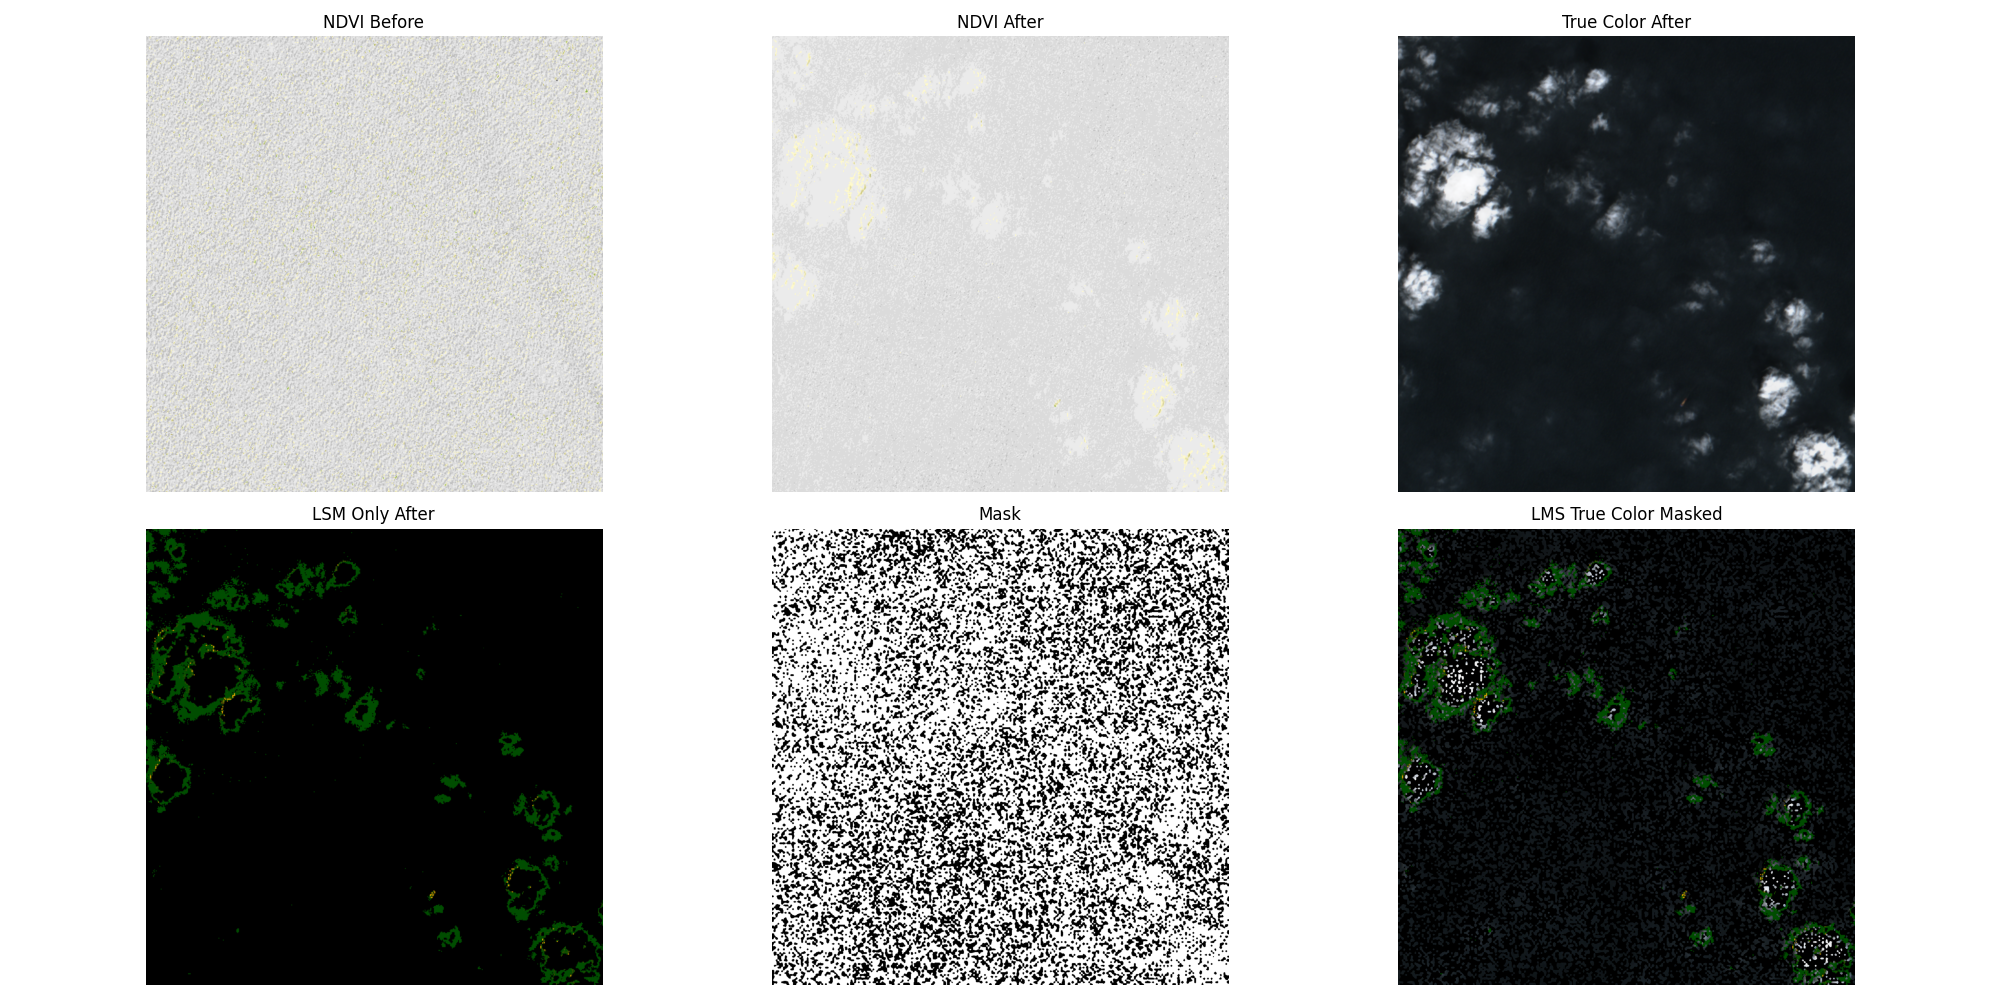 NDVI Before
NDVI After
True Color After
LSM Only After
Mask
LMS True Color Masked